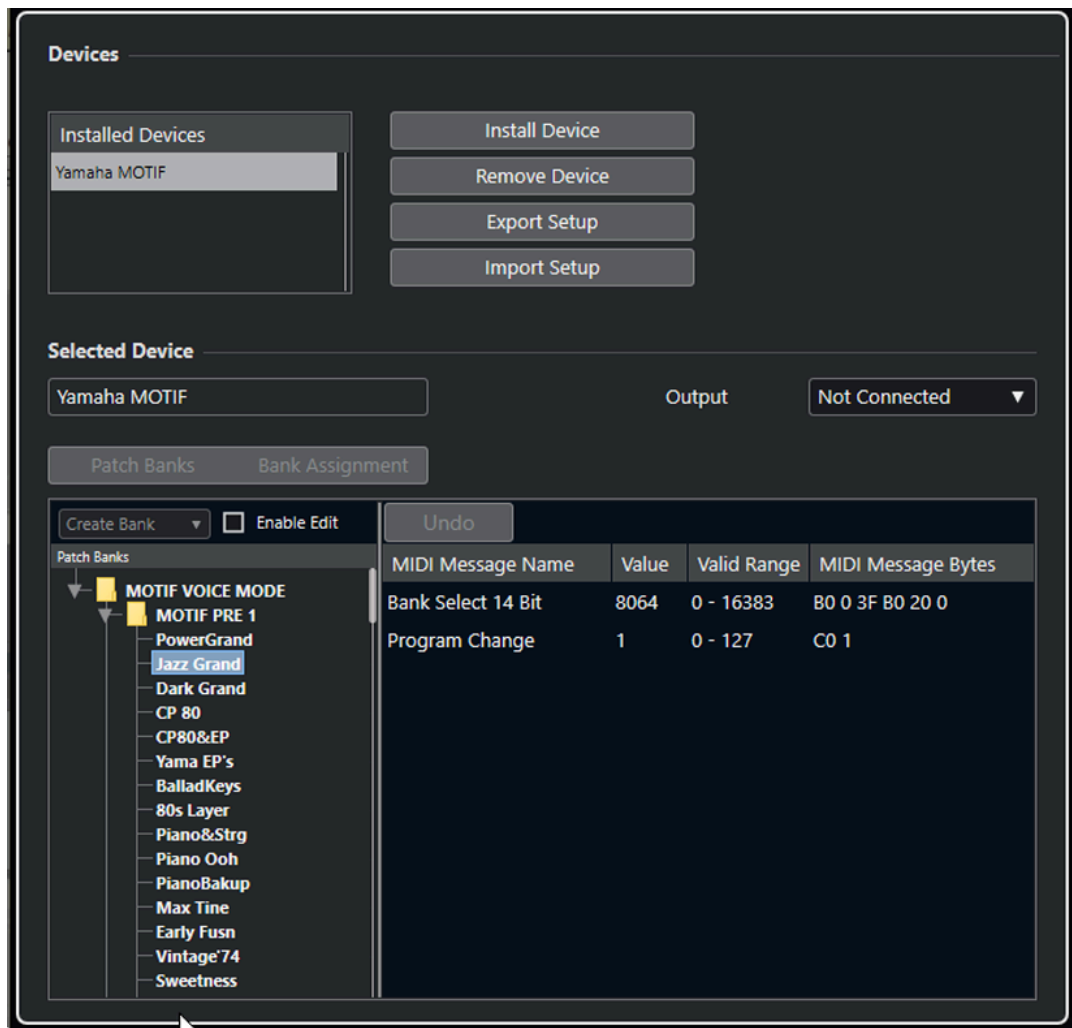 Devices
Installed Devices
Yamaha MOTIF
Install Device
Remove Device
Export Setup
Import Setup
Selected Device
Yamaha MOTIF
Output
Not Connected
Patch Banks
Bank Assignment
Create Bank
Enable Edit
Undo
Patch Banks
MOTIF VOICE MODE
MOTIF PRE 1
PowerGrand
Jazz Grand
Dark Grand
CP 80
CP80&EP
Yama EP's
BalladKeys
80s Layer
Piano&Strg
Piano Ooh
PianoBakup
Max Tine
Early Fusn
Vintage'74
Sweetness
MIDI Message Name Value Valid Range MIDI Message Bytes
Bank Select 14 Bit 8064 0 - 16383 B0 0 3F B0 20 0
Program Change 1 0 - 127 C0 1